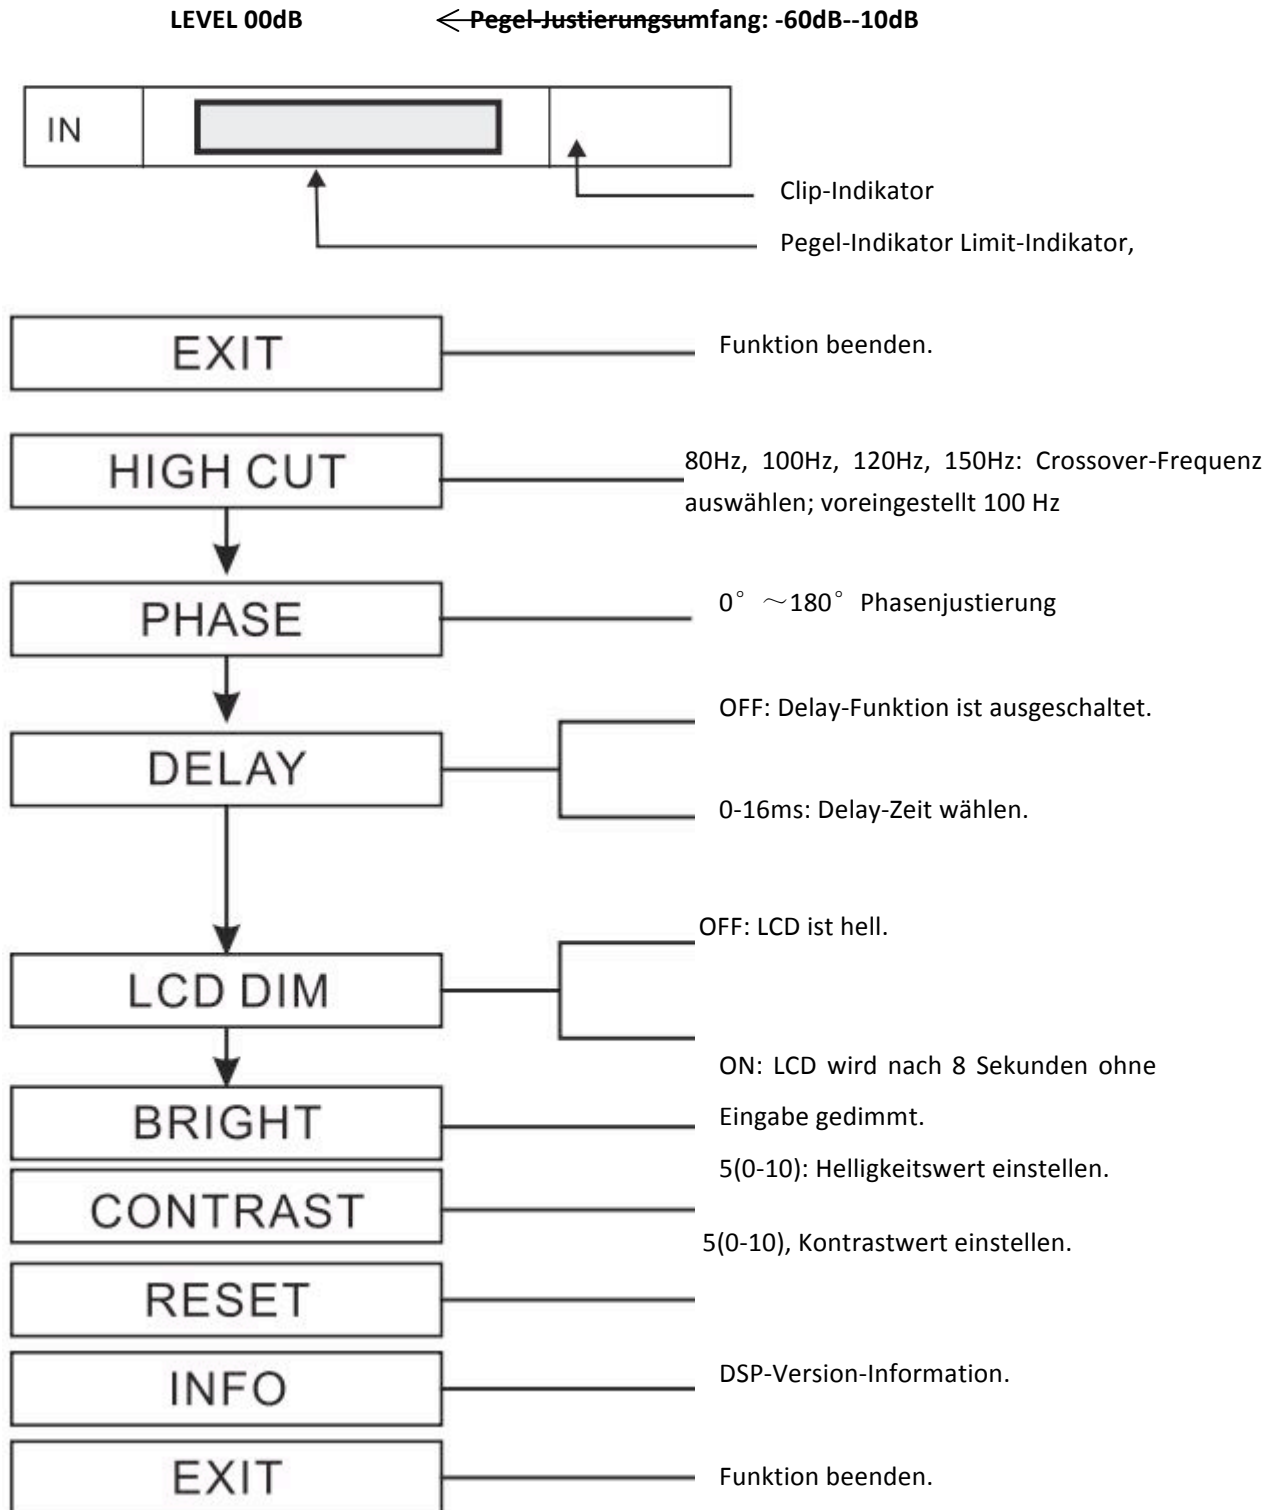 LEVEL 00dB Pegel-Justierungsumfang: -60dB--10dB
IN
Clip-Indikator
Pegel-Indikator Limit-Indikator,
EXIT Funktion beenden.
HIGH CUT 80Hz, 100Hz, 120Hz, 150Hz: Crossover-Frequenz
auswählen; voreingestellt 100 Hz
PHASE 0° ~180° Phasenjustierung
OFF: Delay-Funktion ist ausgeschaltet.
DELAY
0-16ms: Delay-Zeit wählen.
OFF: LCD ist hell.
LCD DIM
ON: LCD wird nach 8 Sekunden ohne
Eingabe gedimmt.
BRIGHT
5(0-10): Helligkeitswert einstellen.
CONTRAST
5(0-10), Kontrastwert einstellen.
RESET
INFO DSP-Version-Information.
EXIT Funktion beenden.